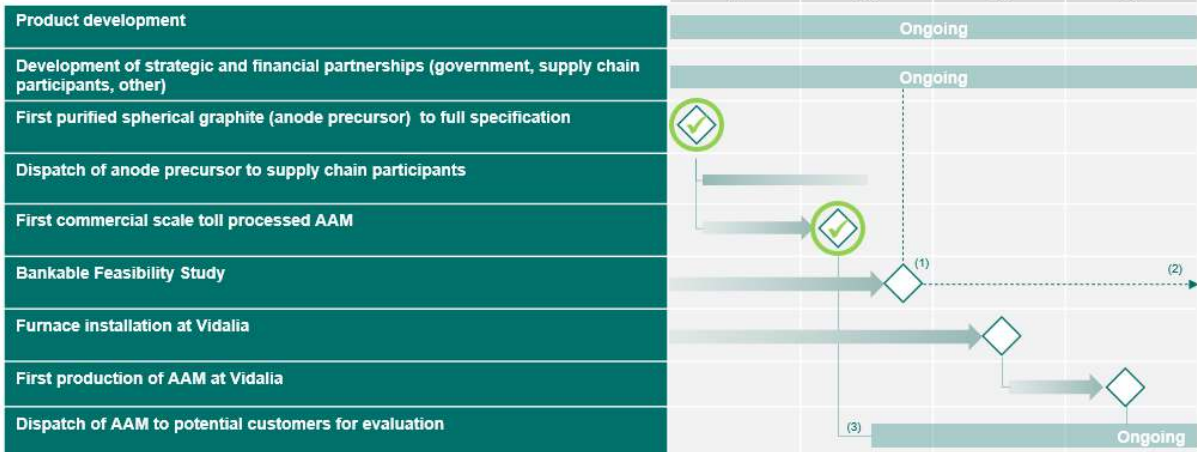 Product development
Ongoing
Development of strategic and financial partnerships (government, supply chain
participants, other)
Ongoing
First purified spherical graphite (anode precursor) to full specification
Dispatch of anode precursor to supply chain participants
First commercial scale toll processed AAM
Bankable Feasibility Study
(1)
(2)
Furnace installation at Vidalia
First production of AAM at Vidalia
Dispatch of AAM to potential customers for evaluation
(3)
Ongoing